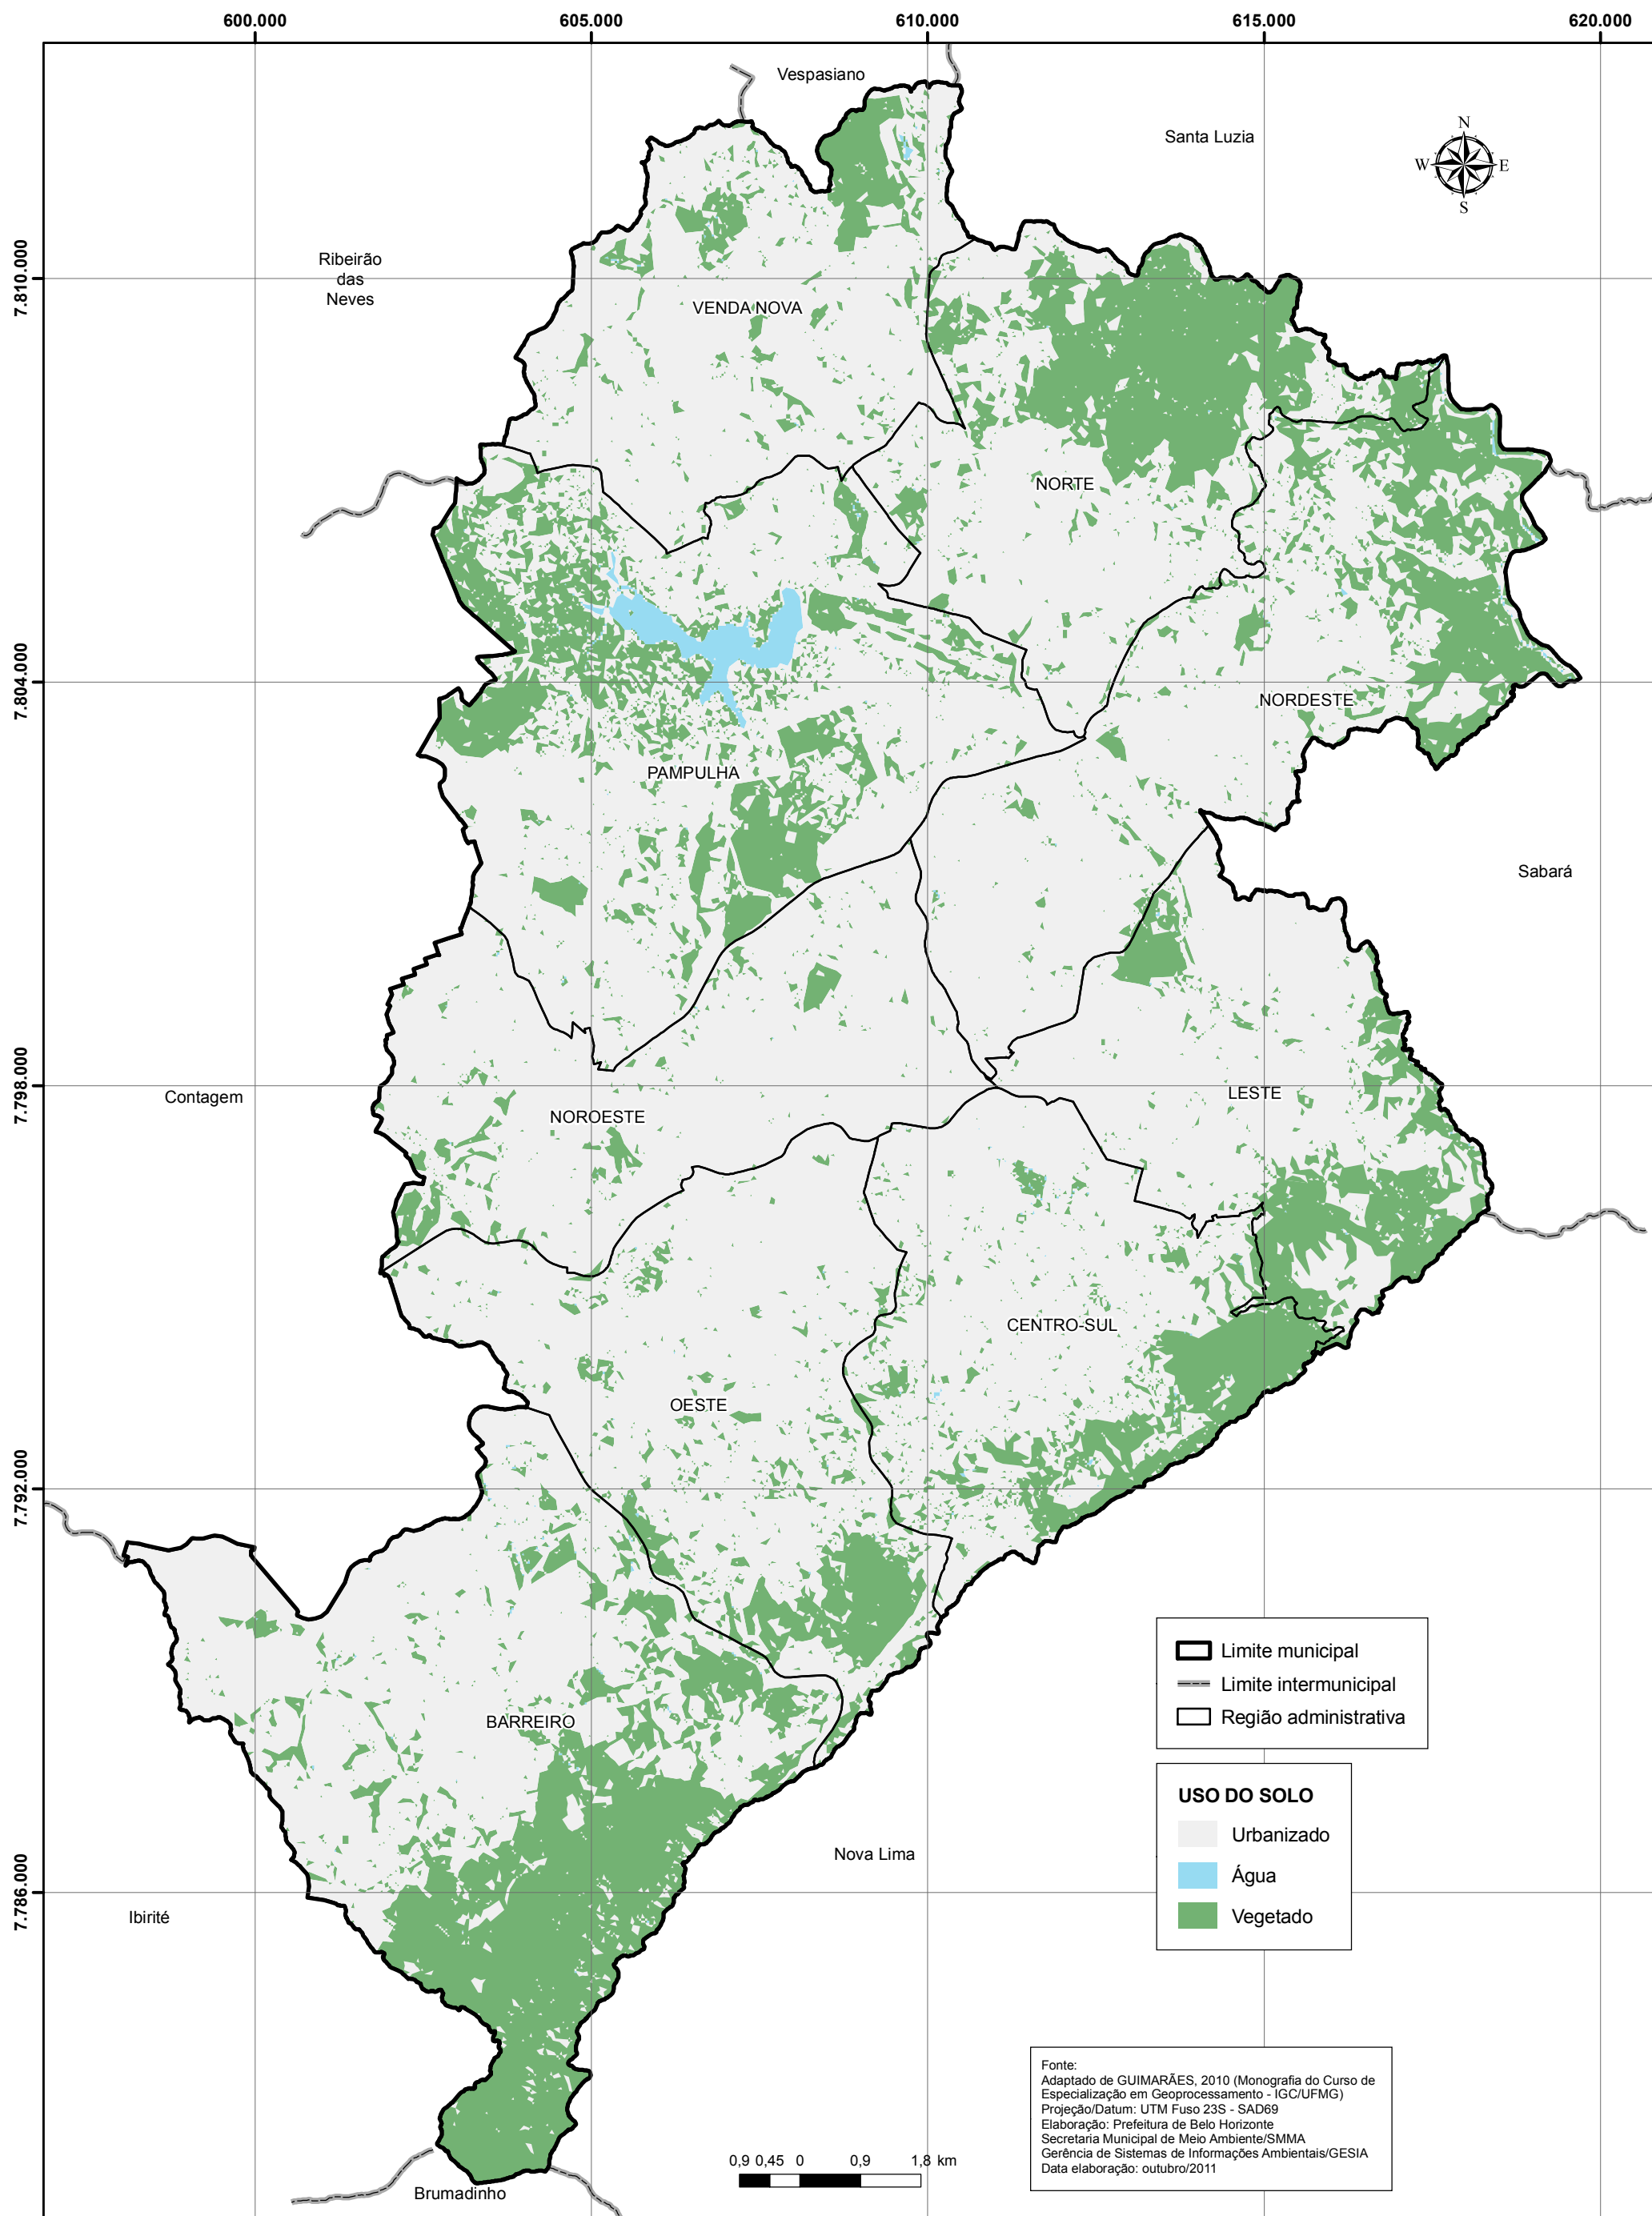 600.000 605.000 610.000 615.000 620.000
Vespasiano
Santa Luzia
N
W E
S
Ribeirão
das
Neves
7.810.000
VENDA NOVA
NORTE
7.804.000
NORDESTE
PAMPULHA
Sabará
7.798.000
Contagem
LESTE
NOROESTE
CENTRO-SUL
OESTE
7.792.000
Limite municipal
Limite intermunicipal
Região administrativa
BARREIRO
USO DO SOLO
Urbanizado
Água
Vegetado
Nova Lima
7.786.000
Ibirité
Fonte:
Adaptado de GUIMARÃES, 2010 (Monografia do Curso de
Especialização em Geoprocessamento - IGC/UFMG)
Projeção/Datum: UTM Fuso 23S - SAD69
Elaboração: Prefeitura de Belo Horizonte
Secretaria Municipal de Meio Ambiente/SMMA
Gerência de Sistemas de Informações Ambientais/GESIA
Data elaboração: outubro/2011
0,9 0,45 0 0,9 1,8 km
Brumadinho